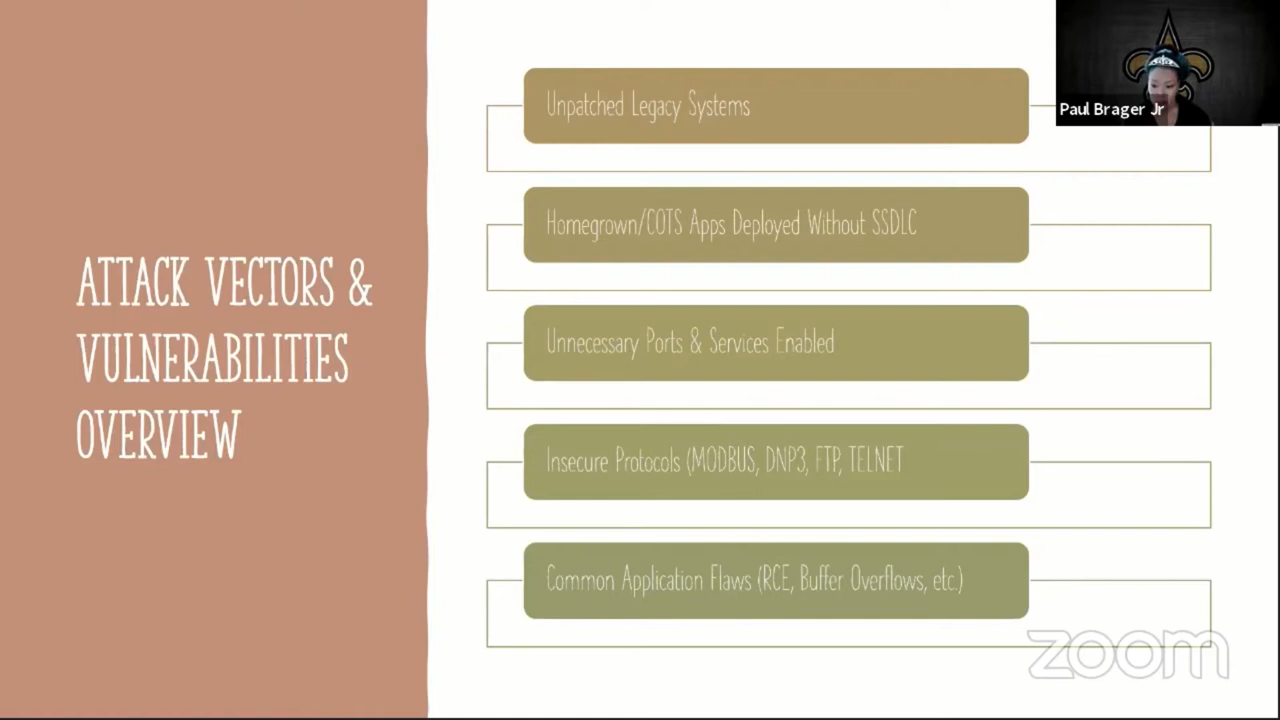 Paul Brager Jr
ATTACK VECTORS &
VULNERABILITIES
OVERVIEW
Unpatched Legacy Systems
Homegrown/COTS Apps Deployed Without SSDLC
Unnecessary Ports & Services Enabled
Insecure Protocols (MODBUS, DNP3, FTP, TELNET
Common Application Flaws (RCE, Buffer Overflows, etc.)
zoom